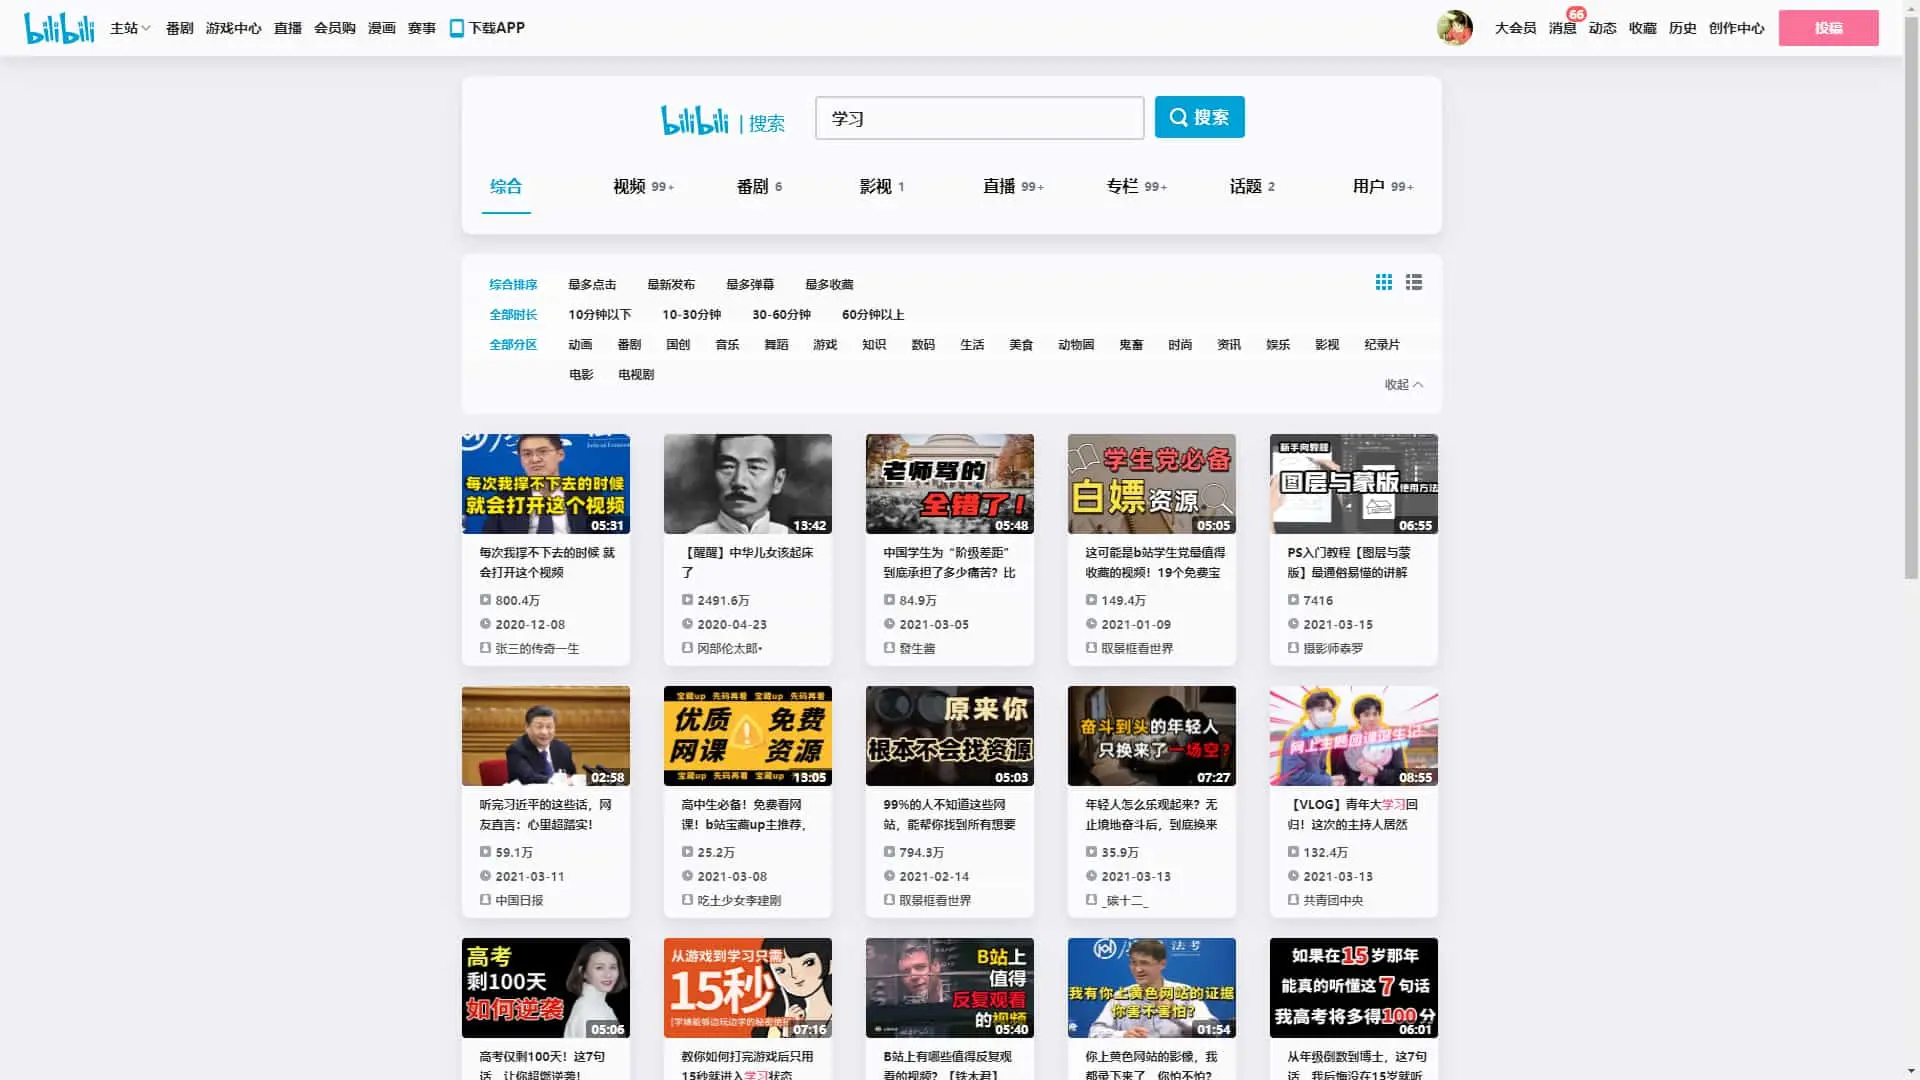 bilibili 主站 番剧 游戏中心 直播 会员购 漫画 赛事 下载APP 大会员 消息 66 动态 收藏 历史 创作中心 投稿
bilibili | 搜索 学习 搜索
综合 视频 99+ 番剧 6 影视 1 直播 99+ 专栏 99+ 话题 2 用户 99+
综合排序 最多点击 最新发布 最多弹幕 最多收藏
全部时长 10分钟以下 10-30分钟 30-60分钟 60分钟以上
全部分区 动画 番剧 国创 音乐 舞蹈 游戏 知识 数码 生活 美食 动物圈 鬼畜 时尚 资讯 娱乐 影视 纪录片
电影 电视剧
收起
每次我撑不下去的时候
就会打开这个视频
05:31
每次我撑不下去的时候 就
会打开这个视频
800.4万
2020-12-08
张三的传奇一生
13:42
【醒醒】中华儿女该起床
了
2491.6万
2020-04-23
冈部伦太郎•
老师骂的
全错了！
05:48
中国学生为“阶级差距”
到底承担了多少痛苦？比
84.9万
2021-03-05
發生酱
学生党必备
白嫖资源
05:05
这可能是b站学生党最值得
收藏的视频！19个免费宝
149.4万
2021-01-09
取景框看世界
新手向教程
图层与蒙版使用方法
06:55
PS入门教程【图层与蒙
版】最通俗易懂的讲解
7416
2021-03-15
摄影师泰罗
02:58
听完习近平的这些话，网
友直言：心里超踏实！
59.1万
2021-03-11
中国日报
宝藏up 先码再看 宝藏up 先码再看
优质 免费
网课 资源
宝藏up 先码再看 宝藏up 先码再看
13:05
高中生必备！免费看网
课！b站宝藏up主推荐，
25.2万
2021-03-08
吃土少女李建刚
原来你
根本不会找资源
05:03
99%的人不知道这些网
站，能帮你找到所有想要
794.3万
2021-02-14
取景框看世界
奋斗到头的年轻人
只换来了一场空？
07:27
年轻人怎么乐观起来？无
止境地奋斗后，到底换来
35.9万
2021-03-13
_碳十二_
网上主题团课诞生记
08:55
【VLOG】青年大学习回
归！这次的主持人居然
132.4万
2021-03-13
共青团中央
高考
剩100天
如何逆袭
05:06
高考仅剩100天！这7句
话，让你超燃逆袭！
从游戏到学习只需
15秒
07:16
教你如何打完游戏后只用
15秒就进入学习状态
B站上
值得
反复观看
的视频
05:40
B站上有哪些值得反复观
看的视频？【铁木君】
法考
我有你上黄色网站的证据
你害不害怕？
01:54
你上黄色网站的影像，我
都录下来了，你怕不怕？
如果在15岁那年
能真的听懂这7句话
我高考将多得100分
06:01
从年级倒数到博士，这7句
话，我后悔没在15岁就听